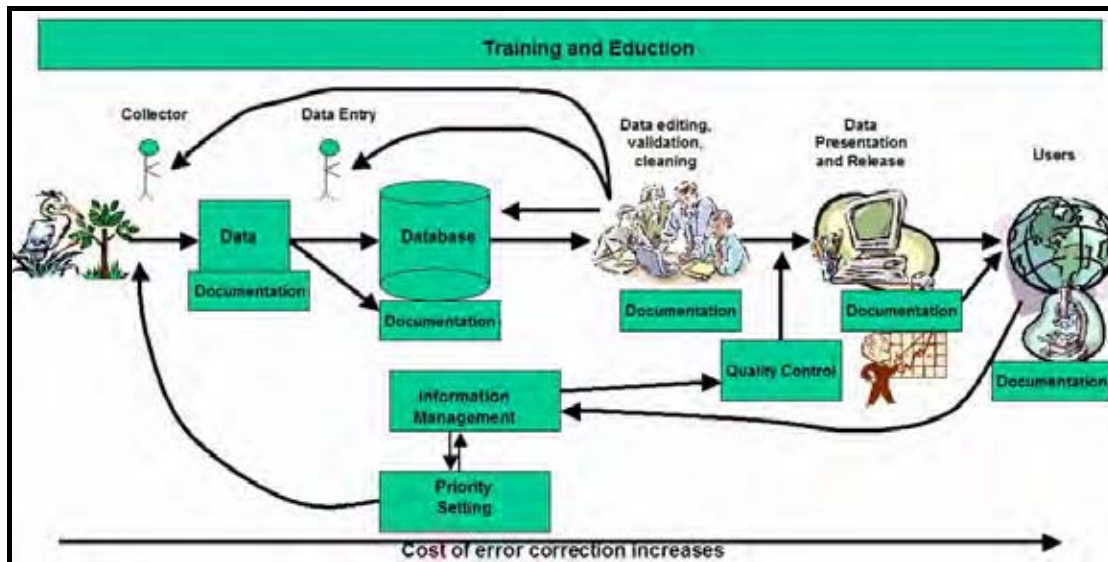 Training and Eduction
Collector
Data Entry
Data editing,
validation,
cleaning
Data
Presentation
and Release
Users
Data
Database
Documentation
Documentation
Documentation
Documentation
Documentation
Quality Control
Information
Management
Priority
Setting
Cost of error correction increases